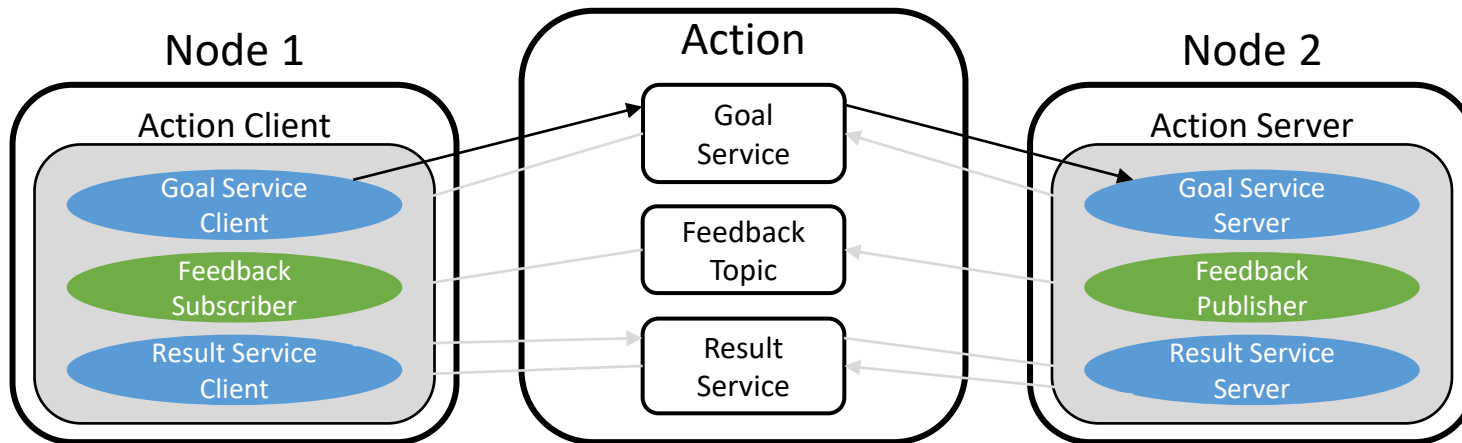 Node 1
Action Client
Goal Service
Client
Feedback
Subscriber
Result Service
Client
Action
Goal
Service
Feedback
Topic
Result
Service
Node 2
Action Server
Goal Service
Server
Feedback
Publisher
Result Service
Server